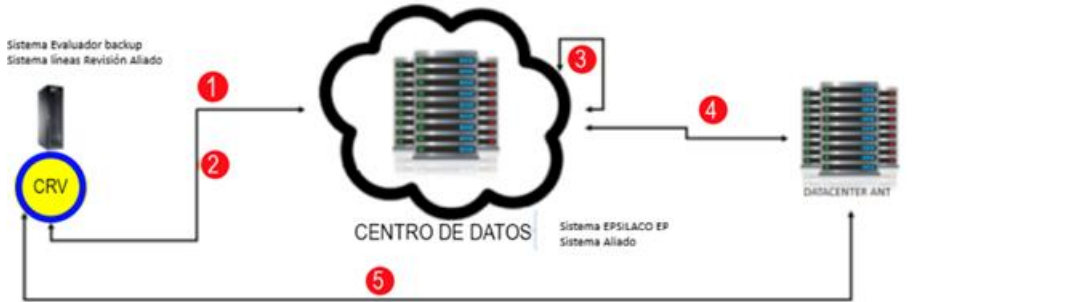 Sistema Evaluador backup
Sistema líneas Revisión Aliado
1
3
4
2
CRV
DATACENTER ANT
CENTRO DE DATOS
Sistema EPSILACO EP
Sistema Aliado
5